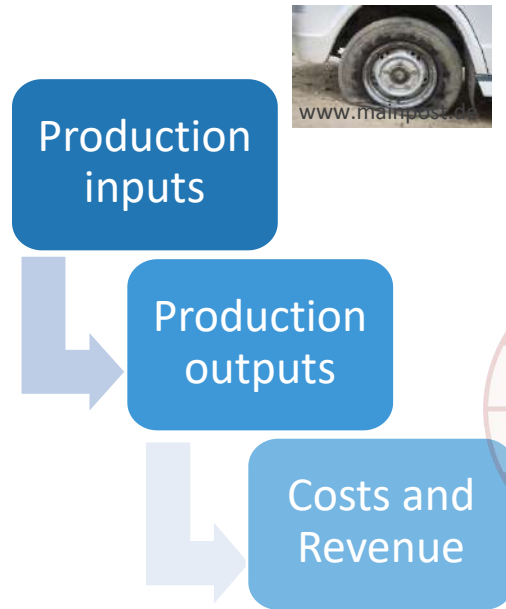 www.mainpost.de
Production
inputs
Production
outputs
Costs and
Revenue